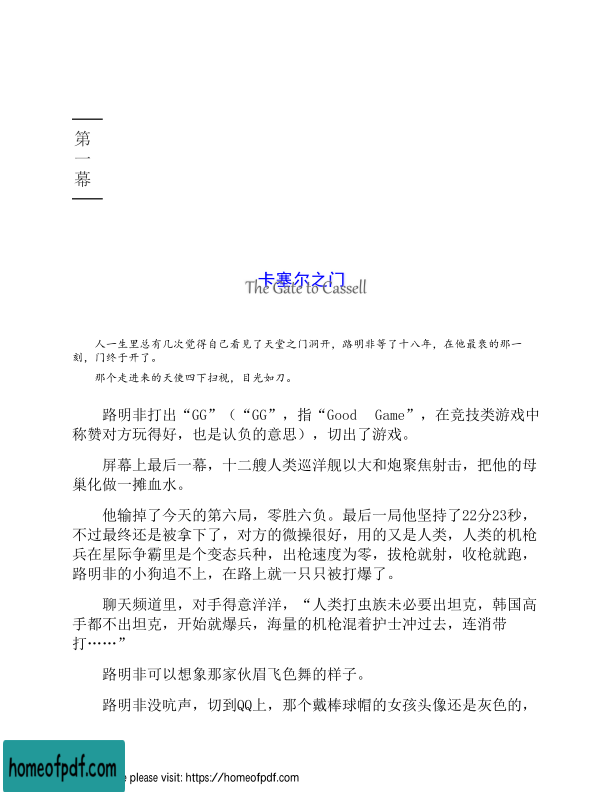 第一幕
卡塞尔之门
The Gate to Cassell
人一生里总有几次觉得自己看见了天堂之门洞开，路明非等了十八年，在他最衰的那一
刻，门终于开了。
那个走进来的天使四下扫视，目光如刀。
路明非打出“GG”（“GG”，指“Good Game”，在竞技类游戏中
称赞对方玩得好，也是认负的意思），切出了游戏。
屏幕上最后一幕，十二艘人类巡洋舰以大和炮聚焦射击，把他的母
巢化做一摊血水。
他输掉了今天的第六局，零胜六负。最后一局他坚持了22分23秒，
不过最终还是被拿下了，对方的微操很好，用的又是人类，人类的机枪
兵在星际争霸里是个变态兵种，出枪速度为零，拔枪就射，收枪就跑，
路明非的小狗追不上，在路上就一只只被打爆了。
聊天频道里，对手得意洋洋，“人类打虫族未必要出坦克，韩国高
手都不出坦克，开始就爆兵，海量的机枪混着护士冲过去，连消带
打……”
路明非可以想象那家伙眉飞色舞的样子。
路明非没吭声，切到QQ上，那个戴棒球帽的女孩头像还是灰色的，
homeofpdf.com
e please visit: https://homeofpdf.com